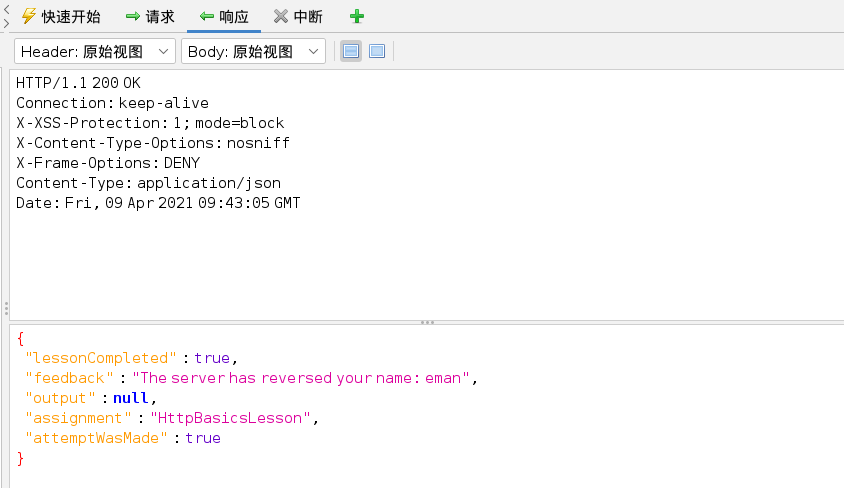 快速开始 请求 响应 中断
Header: 原始视图 Body: 原始视图
HTTP/1.1 200 OK
Connection: keep-alive
X-XSS-Protection: 1; mode=block
X-Content-Type-Options: nosniff
X-Frame-Options: DENY
Content-Type: application/json
Date: Fri, 09 Apr 2021 09:43:05 GMT
{
"lessonCompleted" : true,
"feedback" : "The server has reversed your name: eman",
"output" : null,
"assignment" : "HttpBasicsLesson",
"attemptWasMade" : true
}